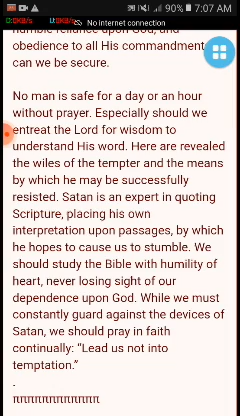 90% 7:07 AM
0:0KB/s U:0KB/s No internet connection
humble reliance upon God, and
obedience to all His commandment
can we be secure.
No man is safe for a day or an hour
without prayer. Especially should we
entreat the Lord for wisdom to
understand His word. Here are revealed
the wiles of the tempter and the means
by which he may be successfully
resisted. Satan is an expert in quoting
Scripture, placing his own
interpretation upon passages, by which
he hopes to cause us to stumble. We
should study the Bible with humility of
heart, never losing sight of our
dependence upon God. While we must
constantly guard against the devices of
Satan, we should pray in faith
continually: “Lead us not into
temptation.”
.
πππππππππππππ